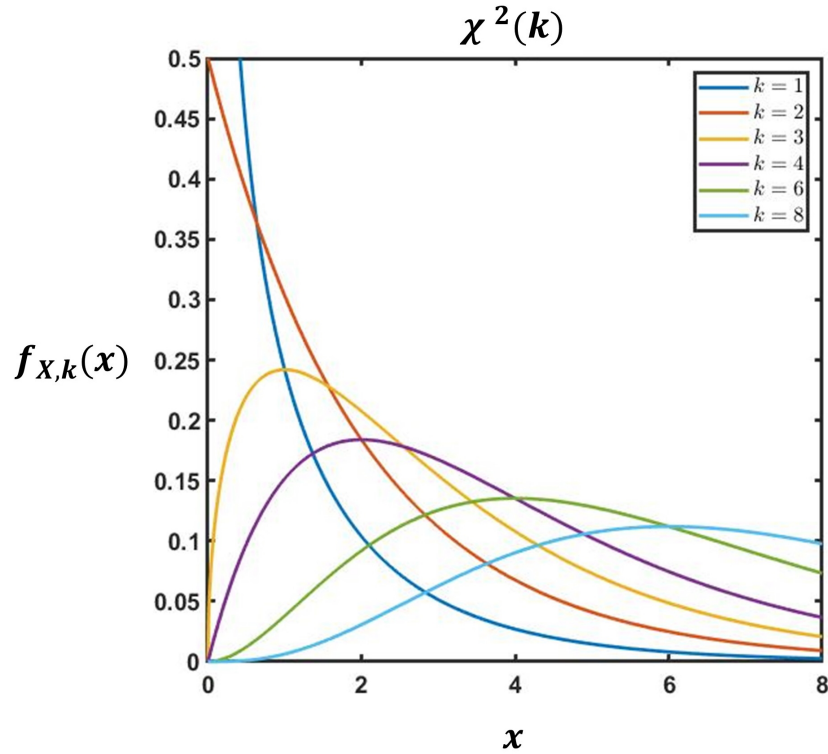 χ²(k)
0.5
0.45
0.4
0.35
0.3
0.25
0.2
0.15
0.1
0.05
0
f_{X,k}(x)
k = 1
k = 2
k = 3
k = 4
k = 6
k = 8
0 2 4 6 8
x